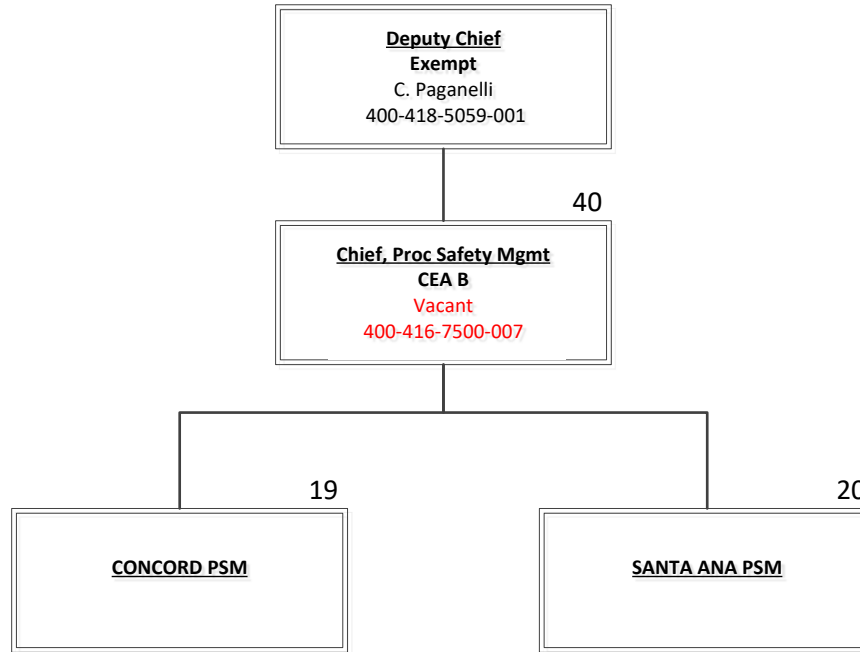 Deputy Chief
Exempt
C. Paganelli
400-418-5059-001
40
Chief, Proc Safety Mgmt
CEA B
Vacant
400-416-7500-007
19
20
CONCORD PSM
SANTA ANA PSM